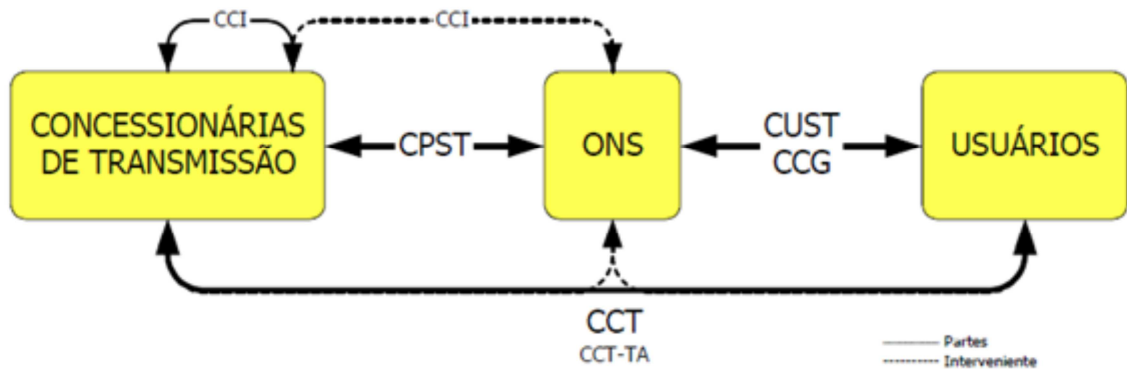 CCI
CCI
CONCESSIONÁRIAS
DE TRANSMISSÃO
CPST
ONS
CUST
CCG
USUÁRIOS
CCT
CCT-TA
Partes
Interveniente